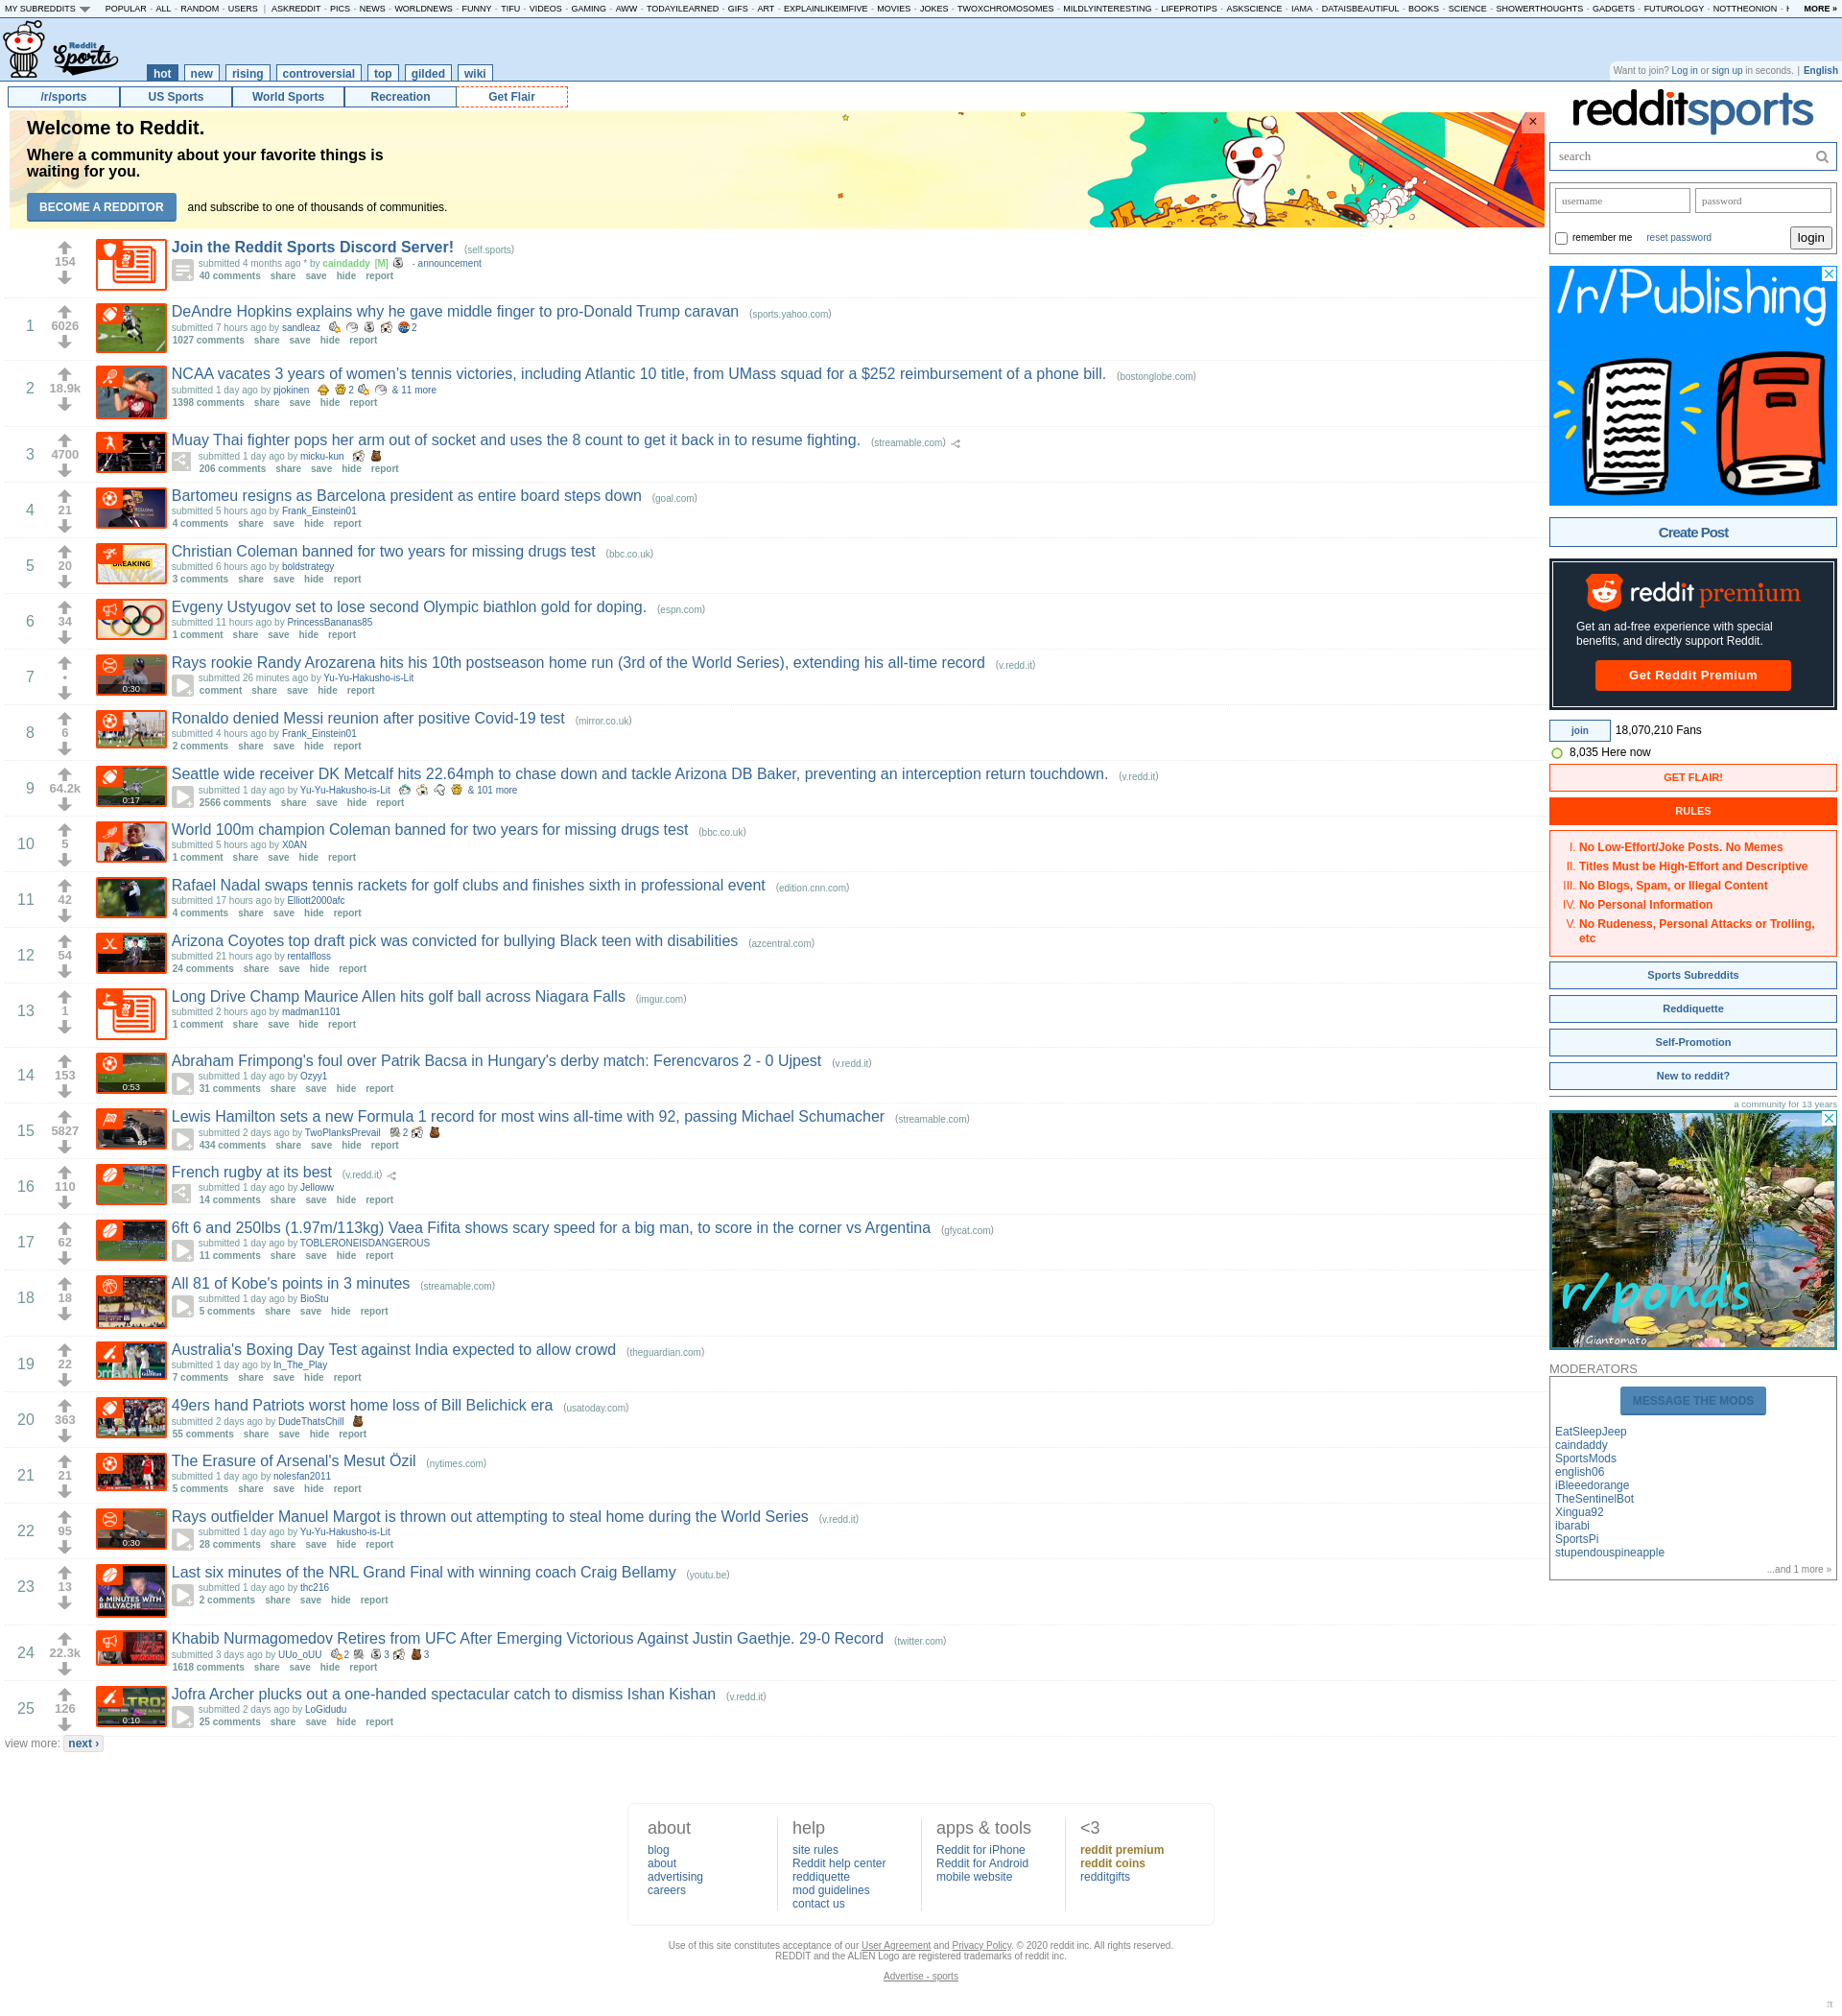 MY SUBREDDITS POPULAR - ALL - RANDOM - USERS | ASKREDDIT - PICS - NEWS - WORLDNEWS - FUNNY - TIFU - VIDEOS - GAMING - AWW - TODAYILEARNED - GIFS - ART - EXPLAINLIKEIMFIVE - MOVIES - JOKES - TWOXCHROMOSOMES - MILDLYINTERESTING - LIFEPROTIPS - ASKSCIENCE - IAMA - DATAISBEAUTIFUL - BOOKS - SCIENCE - SHOWERTHOUGHTS - GADGETS - FUTUROLOGY - NOTTHEONION - MORE »
Reddit Sports
hot new rising controversial top gilded wiki
Want to join? Log in or sign up in seconds. | English
/r/sports US Sports World Sports Recreation Get Flair
redditsports
Welcome to Reddit.
Where a community about your favorite things is
waiting for you.
BECOME A REDDITOR and subscribe to one of thousands of communities.
×
154
Join the Reddit Sports Discord Server! (self.sports)
submitted 4 months ago * by caindaddy [M] - announcement
40 comments share save hide report
1 6026
DeAndre Hopkins explains why he gave middle finger to pro-Donald Trump caravan (sports.yahoo.com)
submitted 7 hours ago by sandleaz 2
1027 comments share save hide report
2 18.9k
NCAA vacates 3 years of women's tennis victories, including Atlantic 10 title, from UMass squad for a $252 reimbursement of a phone bill. (bostonglobe.com)
submitted 1 day ago by pjokinen 2 & 11 more
1398 comments share save hide report
3 4700
Muay Thai fighter pops her arm out of socket and uses the 8 count to get it back in to resume fighting. (streamable.com)
submitted 1 day ago by micku-kun
206 comments share save hide report
4 21
Bartomeu resigns as Barcelona president as entire board steps down (goal.com)
submitted 5 hours ago by Frank_Einstein01
4 comments share save hide report
5 20
BREAKING
Christian Coleman banned for two years for missing drugs test (bbc.co.uk)
submitted 6 hours ago by boldstrategy
3 comments share save hide report
6 34
Evgeny Ustyugov set to lose second Olympic biathlon gold for doping. (espn.com)
submitted 11 hours ago by PrincessBananas85
1 comment share save hide report
7 •
0:30
Rays rookie Randy Arozarena hits his 10th postseason home run (3rd of the World Series), extending his all-time record (v.redd.it)
submitted 26 minutes ago by Yu-Yu-Hakusho-is-Lit
comment share save hide report
8 6
Ronaldo denied Messi reunion after positive Covid-19 test (mirror.co.uk)
submitted 4 hours ago by Frank_Einstein01
2 comments share save hide report
9 64.2k
0:17
Seattle wide receiver DK Metcalf hits 22.64mph to chase down and tackle Arizona DB Baker, preventing an interception return touchdown. (v.redd.it)
submitted 1 day ago by Yu-Yu-Hakusho-is-Lit & 101 more
2566 comments share save hide report
10 5
World 100m champion Coleman banned for two years for missing drugs test (bbc.co.uk)
submitted 5 hours ago by X0AN
1 comment share save hide report
11 42
Rafael Nadal swaps tennis rackets for golf clubs and finishes sixth in professional event (edition.cnn.com)
submitted 17 hours ago by Elliott2000afc
4 comments share save hide report
12 54
Arizona Coyotes top draft pick was convicted for bullying Black teen with disabilities (azcentral.com)
submitted 21 hours ago by rentalfloss
24 comments share save hide report
13 1
Long Drive Champ Maurice Allen hits golf ball across Niagara Falls (imgur.com)
submitted 2 hours ago by madman1101
1 comment share save hide report
14 153
0:53
Abraham Frimpong's foul over Patrik Bacsa in Hungary's derby match: Ferencvaros 2 - 0 Ujpest (v.redd.it)
submitted 1 day ago by Ozyy1
31 comments share save hide report
15 5827
Lewis Hamilton sets a new Formula 1 record for most wins all-time with 92, passing Michael Schumacher (streamable.com)
submitted 2 days ago by TwoPlanksPrevail 2
434 comments share save hide report
16 110
French rugby at its best (v.redd.it)
submitted 1 day ago by Jelloww
14 comments share save hide report
17 62
6ft 6 and 250lbs (1.97m/113kg) Vaea Fifita shows scary speed for a big man, to score in the corner vs Argentina (gfycat.com)
submitted 1 day ago by TOBLERONEISDANGEROUS
11 comments share save hide report
18 18
All 81 of Kobe's points in 3 minutes (streamable.com)
submitted 1 day ago by BioStu
5 comments share save hide report
19 22
Australia's Boxing Day Test against India expected to allow crowd (theguardian.com)
submitted 1 day ago by In_The_Play
7 comments share save hide report
20 363
49ers hand Patriots worst home loss of Bill Belichick era (usatoday.com)
submitted 2 days ago by DudeThatsChill
55 comments share save hide report
21 21
The Erasure of Arsenal's Mesut Özil (nytimes.com)
submitted 1 day ago by nolesfan2011
5 comments share save hide report
22 95
0:30
Rays outfielder Manuel Margot is thrown out attempting to steal home during the World Series (v.redd.it)
submitted 1 day ago by Yu-Yu-Hakusho-is-Lit
28 comments share save hide report
23 13
6 MINUTES WITH
BELLYACHE
Last six minutes of the NRL Grand Final with winning coach Craig Bellamy (youtu.be)
submitted 1 day ago by thc216
2 comments share save hide report
24 22.3k
Khabib Nurmagomedov Retires from UFC After Emerging Victorious Against Justin Gaethje. 29-0 Record (twitter.com)
submitted 3 days ago by UUo_oUU 2 3 3
1618 comments share save hide report
25 126
0:10
Jofra Archer plucks out a one-handed spectacular catch to dismiss Ishan Kishan (v.redd.it)
submitted 2 days ago by LoGidudu
25 comments share save hide report
view more: next ›
search
username password
remember me reset password login
/r/Publishing
Create Post
reddit premium
Get an ad-free experience with special
benefits, and directly support Reddit.
Get Reddit Premium
join 18,070,210 Fans
8,035 Here now
GET FLAIR!
RULES
I. No Low-Effort/Joke Posts. No Memes
II. Titles Must be High-Effort and Descriptive
III. No Blogs, Spam, or Illegal Content
IV. No Personal Information
V. No Rudeness, Personal Attacks or Trolling,
etc
Sports Subreddits
Reddiquette
Self-Promotion
New to reddit?
a community for 13 years
r/ponds
u/Giantomato
MODERATORS
MESSAGE THE MODS
EatSleepJeep
caindaddy
SportsMods
english06
iBleeedorange
TheSentinelBot
Xingua92
ibarabi
SportsPi
stupendouspineapple
...and 1 more »
about
blog
about
advertising
careers
help
site rules
Reddit help center
reddiquette
mod guidelines
contact us
apps & tools
Reddit for iPhone
Reddit for Android
mobile website
<3
reddit premium
reddit coins
redditgifts
Use of this site constitutes acceptance of our User Agreement and Privacy Policy. © 2020 reddit inc. All rights reserved.
REDDIT and the ALIEN Logo are registered trademarks of reddit inc.
Advertise - sports
π